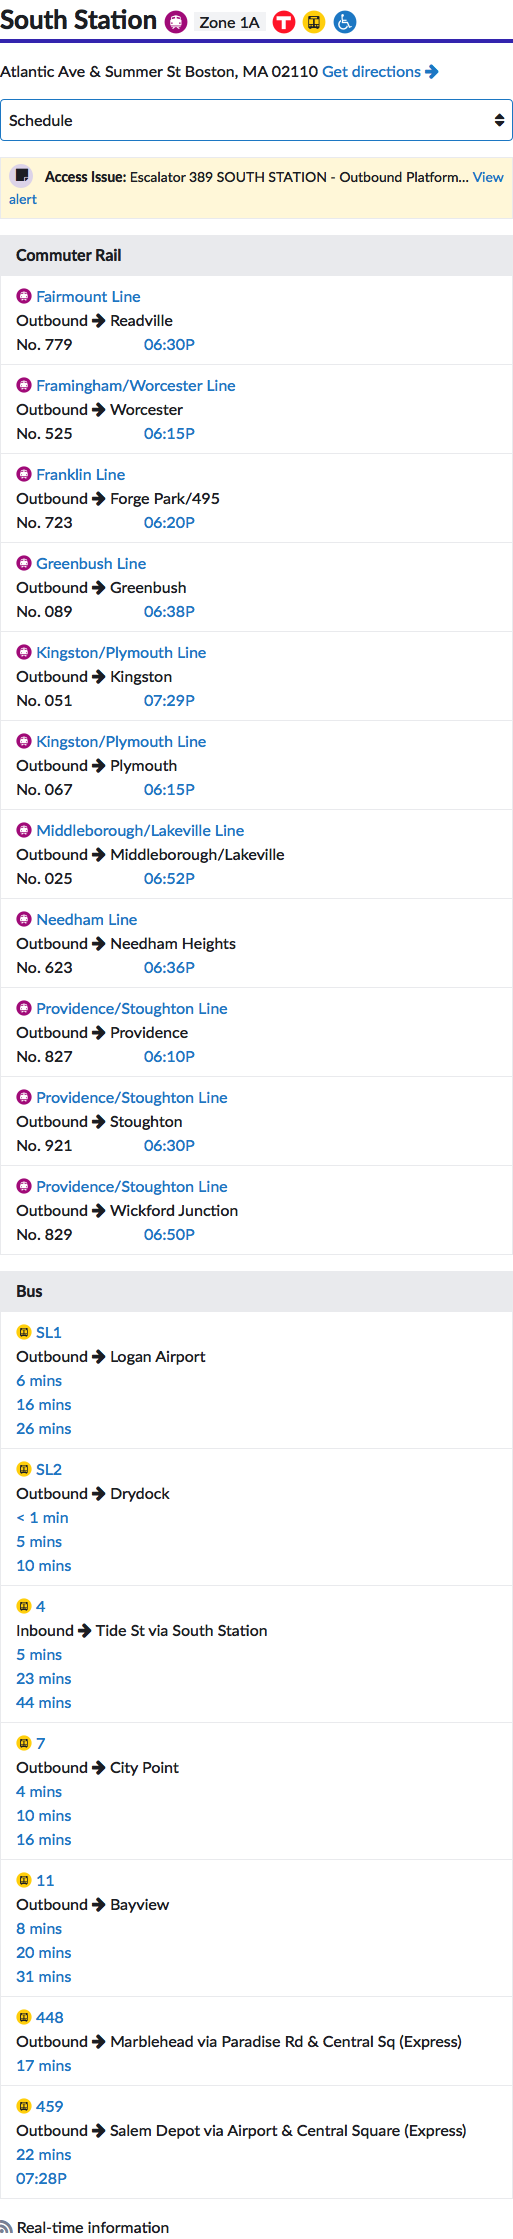 South Station Zone 1A T
Atlantic Ave & Summer St Boston, MA 02110 Get directions
Schedule
Access Issue: Escalator 389 SOUTH STATION - Outbound Platform... View
alert
Commuter Rail
Fairmount Line
Outbound → Readville
No. 779 06:30P
Framingham/Worcester Line
Outbound → Worcester
No. 525 06:15P
Franklin Line
Outbound → Forge Park/495
No. 723 06:20P
Greenbush Line
Outbound → Greenbush
No. 089 06:38P
Kingston/Plymouth Line
Outbound → Kingston
No. 051 07:29P
Kingston/Plymouth Line
Outbound → Plymouth
No. 067 06:15P
Middleborough/Lakeville Line
Outbound → Middleborough/Lakeville
No. 025 06:52P
Needham Line
Outbound → Needham Heights
No. 623 06:36P
Providence/Stoughton Line
Outbound → Providence
No. 827 06:10P
Providence/Stoughton Line
Outbound → Stoughton
No. 921 06:30P
Providence/Stoughton Line
Outbound → Wickford Junction
No. 829 06:50P
Bus
SL1
Outbound → Logan Airport
6 mins
16 mins
26 mins
SL2
Outbound → Drydock
< 1 min
5 mins
10 mins
4
Inbound → Tide St via South Station
5 mins
23 mins
44 mins
7
Outbound → City Point
4 mins
10 mins
16 mins
11
Outbound → Bayview
8 mins
20 mins
31 mins
448
Outbound → Marblehead via Paradise Rd & Central Sq (Express)
17 mins
459
Outbound → Salem Depot via Airport & Central Square (Express)
22 mins
07:28P
Real-time information